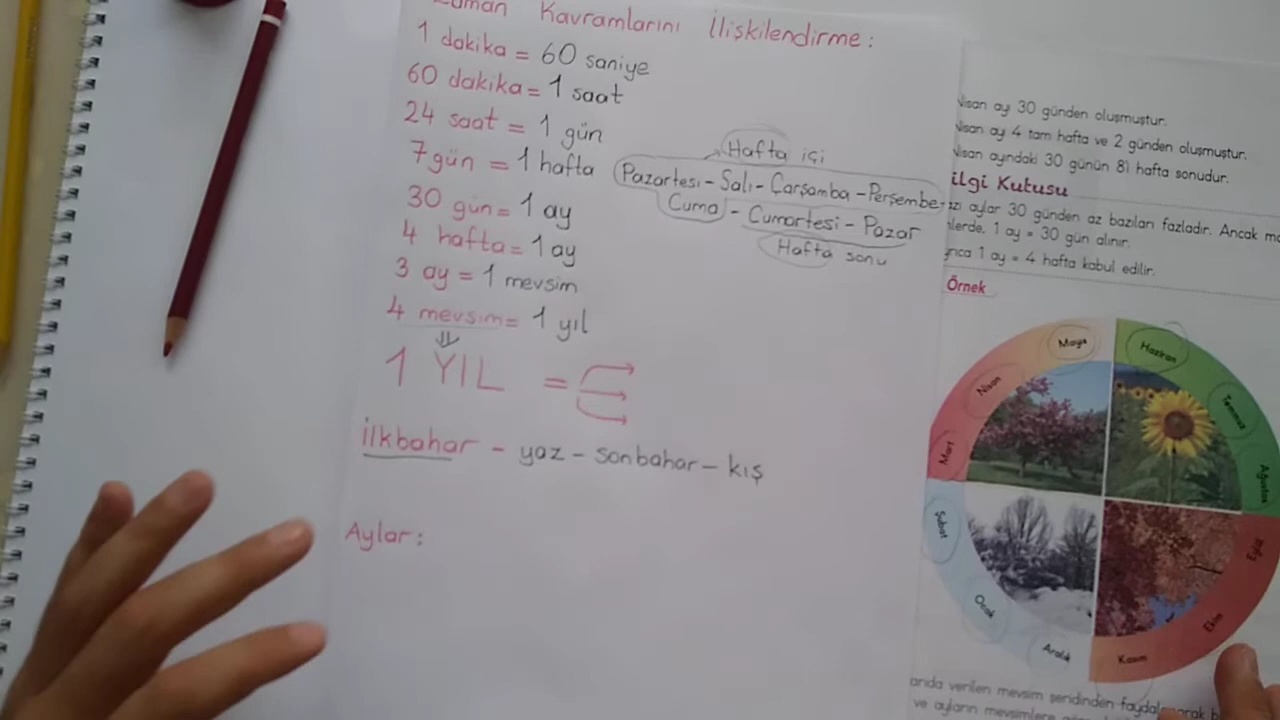 Zaman Kavramlarını İlişkilendirme:
1 dakika = 60 saniye
60 dakika = 1 saat
24 saat = 1 gün
7 gün = 1 hafta
30 gün = 1 ay
4 hafta = 1 ay
3 ay = 1 mevsim
4 mevsim = 1 yıl
1 YIL =
İlkbahar - yaz - sonbahar - kış
Aylar:
Hafta içi
Pazartesi - Salı - Çarşamba - Perşembe -
Cuma - Cumartesi - Pazar
Hafta sonu
Nisan ayı 30 günden oluşmuştur.
Nisan ay 4 tam hafta ve 2 günden oluşmuştur.
Nisan ayındaki 30 günün 8i hafta sonudur.
ilgi Kutusu
aylar 30 günden az bazıları fazladır. Ancak
1 ay = 30 gün alınır.
1 ay = 4 hafta kabul edilir.
Örnek
Mart
Nisan
Mayıs
Haziran
Temmuz
Ağustos
Eylül
Ekim
Kasım
Aralık
Ocak
Şubat
verilen mevsim şeridinden
ve ayların mevsimlere